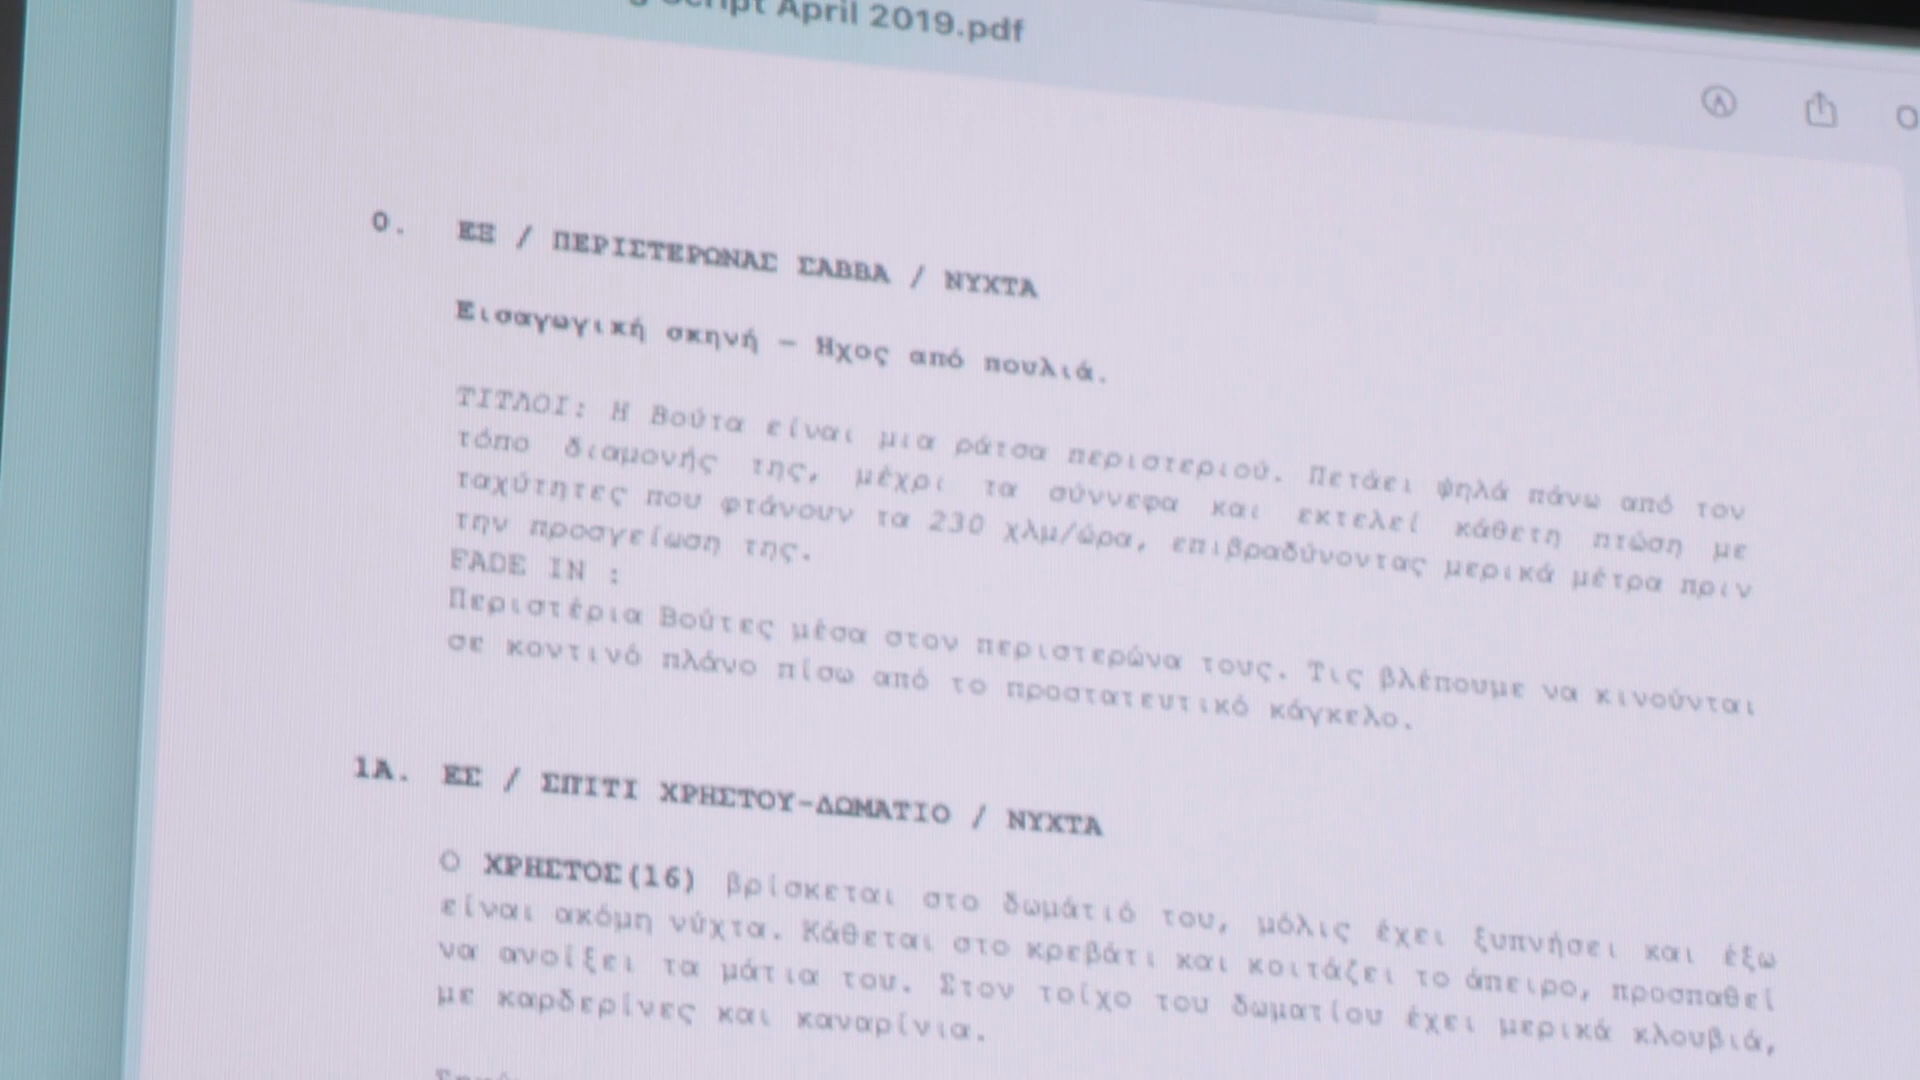 Script April 2019.pdf
0. ΕΞ / ΠΕΡΙΣΤΕΡΩΝΑΣ ΣΑΒΒΑ / ΝΥΧΤΑ
Εισαγωγική σκηνή – Ηχος από πουλιά.
ΤΙΤΛΟΙ: Η Βούτα είναι μια ράτσα περιστεριού. Πετάει ψηλά πάνω από τον
τόπο διαμονής της, μέχρι τα σύννεφα και εκτελεί κάθετη πτώση με
ταχύτητες που φτάνουν τα 230 χλμ/ώρα, επιβραδύνοντας μερικά μέτρα πριν
την προσγείωση της.
FADE IN :
Περιστέρια Βούτες μέσα στον περιστερώνα τους. Τις βλέπουμε να κινούνται
σε κοντινό πλάνο πίσω από το προστατευτικό κάγκελο.
1Α. ΕΣ / ΣΠΙΤΙ ΧΡΗΣΤΟΥ-ΔΩΜΑΤΙΟ / ΝΥΧΤΑ
Ο ΧΡΗΣΤΟΣ(16) βρίσκεται στο δωμάτιό του, μόλις έχει ξυπνήσει και έξω
είναι ακόμη νύχτα. Κάθεται στο κρεβάτι και κοιτάζει το άπειρο, προσπαθεί
να ανοίξει τα μάτια του. Στον τοίχο του δωματίου έχει μερικά κλουβιά,
με καρδερίνες και καναρίνια.